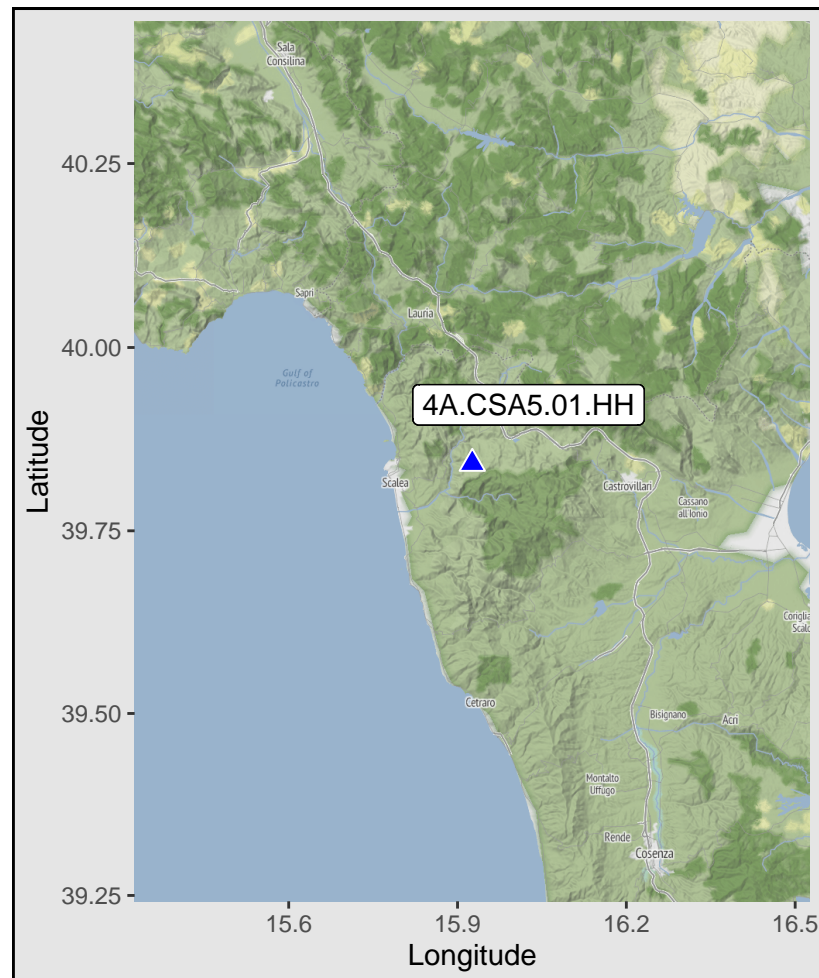 Sala
Consilina
40.25
Sapri
Lauria
40.00
Gulf of
Policastro
4A.CSA5.01.HH
Latitude
Scalea
Castrovillari
Cassano
all'Ionio
39.75
Cetraro
39.50
Bisignano
Acri
Montalto
Uffugo
Rende
Cosenza
39.25
15.6
15.9
16.2
16.5
Longitude